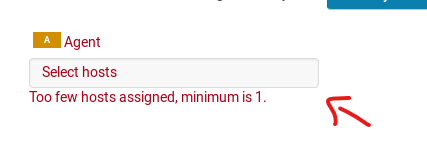 A Agent
Select hosts
Too few hosts assigned, minimum is 1.